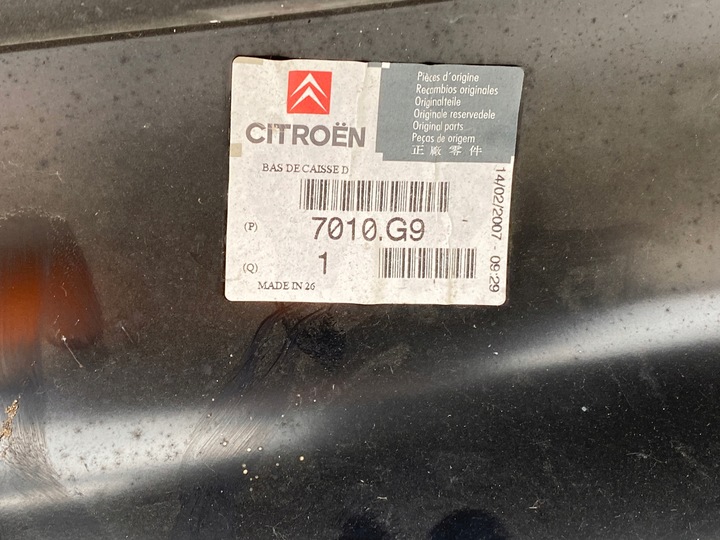 CITROËN
Pièces d'origine
Recambios originales
Originalteile
Originale reservedele
Original parts
Peças de origem
正廠零件
BAS DE CAISSE D
(P) 7010.G9
(Q) 1
MADE IN 26
14/02/2007 - 09:29